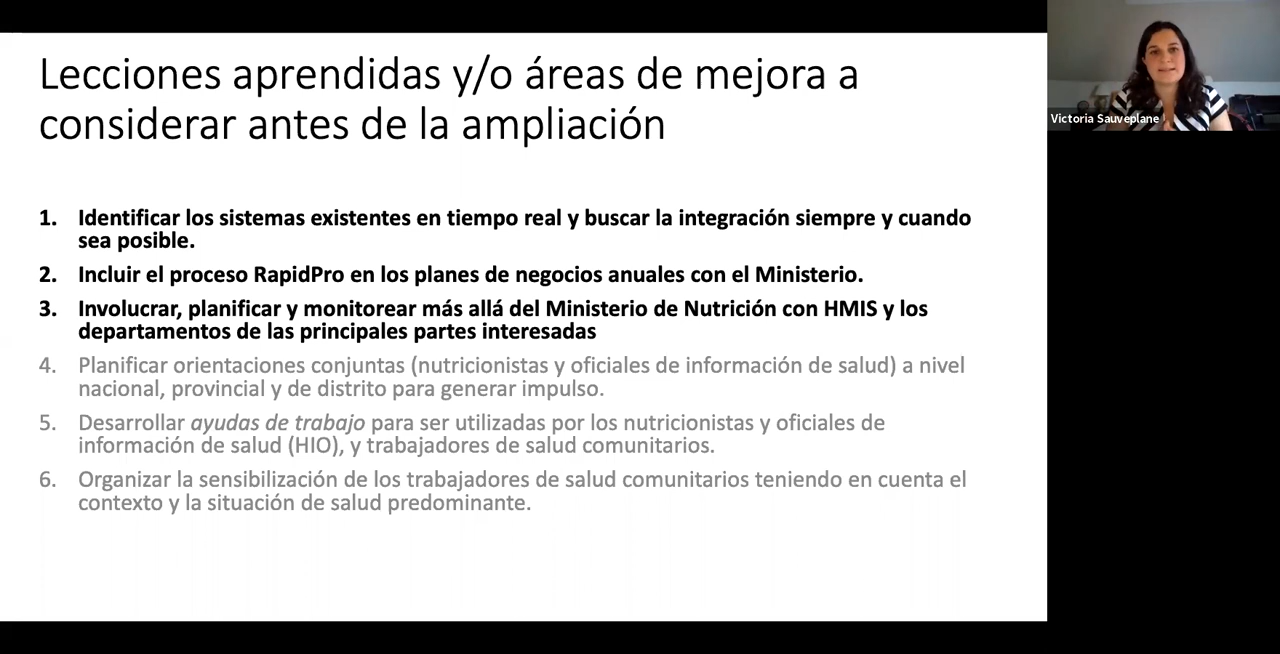 Lecciones aprendidas y/o áreas de mejora a
considerar antes de la ampliación
Victoria Sauveplane
1. Identificar los sistemas existentes en tiempo real y buscar la integración siempre y cuando
sea posible.
2. Incluir el proceso RapidPro en los planes de negocios anuales con el Ministerio.
3. Involucrar, planificar y monitorear más allá del Ministerio de Nutrición con HMIS y los
departamentos de las principales partes interesadas
4. Planificar orientaciones conjuntas (nutricionistas y oficiales de información de salud) a nivel
nacional, provincial y de distrito para generar impulso.
5. Desarrollar ayudas de trabajo para ser utilizadas por los nutricionistas y oficiales de
información de salud (HIO), y trabajadores de salud comunitarios.
6. Organizar la sensibilización de los trabajadores de salud comunitarios teniendo en cuenta el
contexto y la situación de salud predominante.